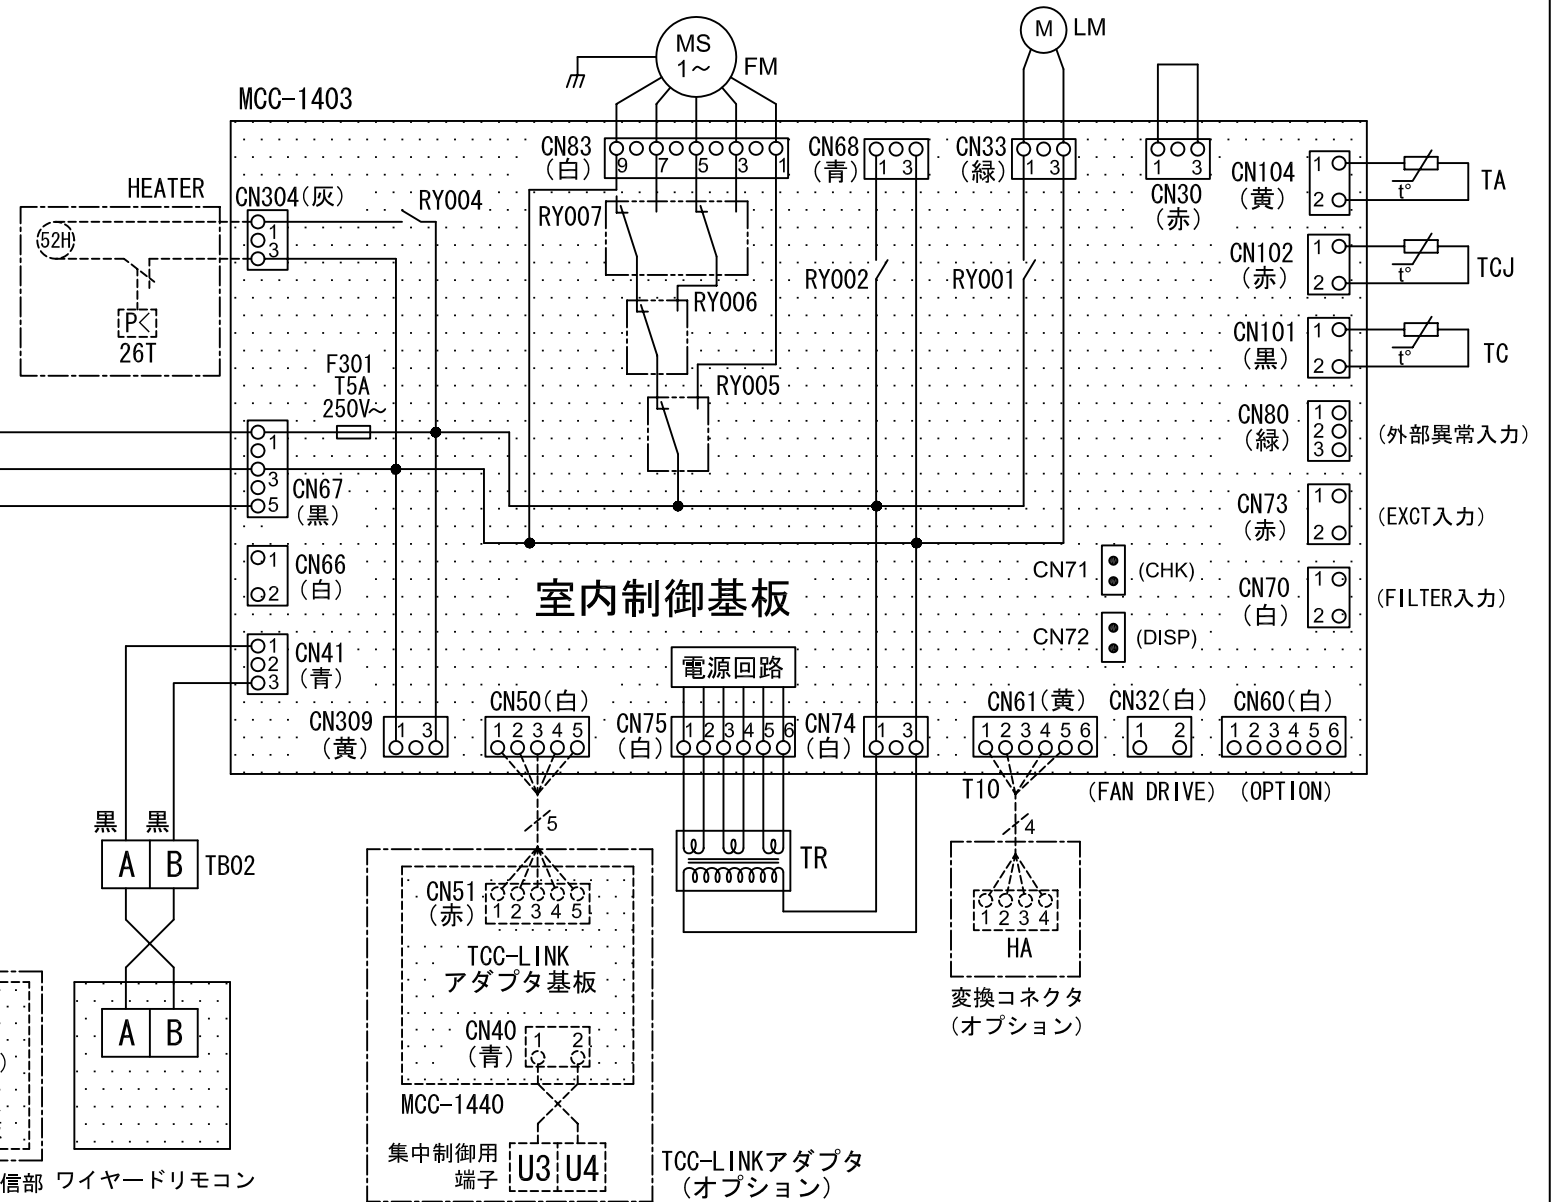 MS
1~
FM
M
LM
MCC-1403
CN83
(白)
9 7 5 3 1
CN68
(青)
1 3
CN33
(緑)
1 3
1 3
CN30
(赤)
CN104
(黄)
1
2
t°
TA
HEATER
CN304(灰)
RY004
1
3
52H
P<
26T
RY007
RY006
RY005
RY002
RY001
CN102
(赤)
1
2
t°
TCJ
CN101
(黒)
1
2
t°
TC
F301
T5A
250V~
CN80
(緑)
1
2
3
(外部異常入力)
1
3
5
CN67
(黒)
CN73
(赤)
1
2
(EXCT入力)
1
2
CN66
(白)
室内制御基板
CN71
(CHK)
CN72
(DISP)
CN70
(白)
1
2
(FILTER入力)
1
2
3
CN41
(青)
電源回路
CN309
(黄)
1 3
CN50(白)
1 2 3 4 5
CN75
(白)
1 2 3 4 5 6
CN74
(白)
1 3
CN61(黄)
1 2 3 4 5 6
CN32(白)
1 2
CN60(白)
1 2 3 4 5 6
T10
(FAN DRIVE)
(OPTION)
黒 黒
A B
TB02
5
4
TR
CN51
(赤)
1 2 3 4 5
TCC-LINK
アダプタ基板
1 2 3 4
HA
変換コネクタ
(オプション)
A B
CN40
(青)
1 2
)
MCC-1440
集中制御用
端子
U3 U4
TCC-LINKアダプタ
(オプション)
信部
ワイヤードリモコン